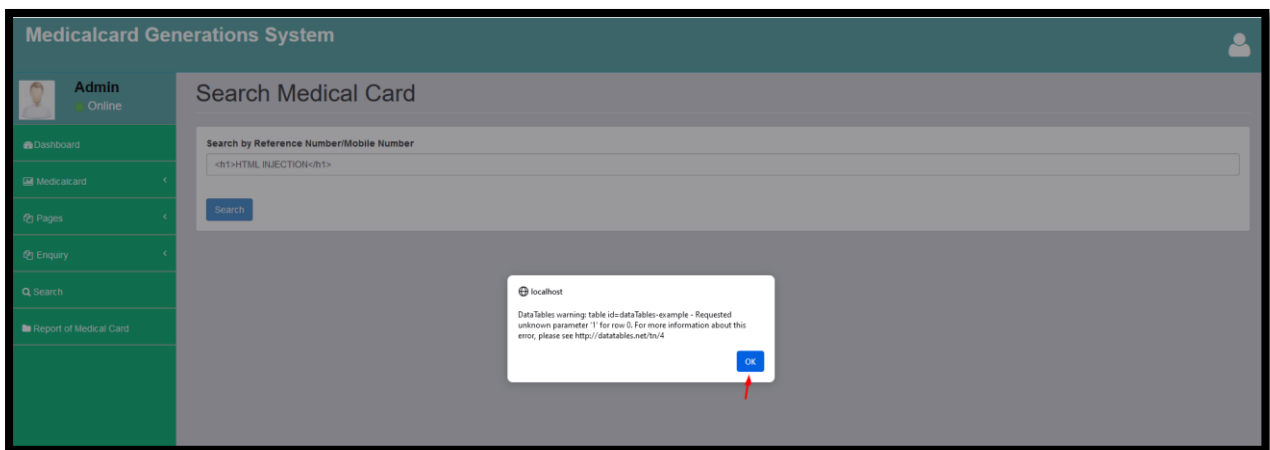 Medicalcard Generations System
Admin
Online
Search Medical Card
Dashboard
Search by Reference Number/Mobile Number
<h1>HTML INJECTION</h1>
Medicalcard
Search
Pages
Enquiry
Search
Report of Medical Card
localhost
DataTables warning: table id=dataTables-example - Requested
unknown parameter '1' for row 0. For more information about this
error, please see http://datatables.net/tn/4
OK